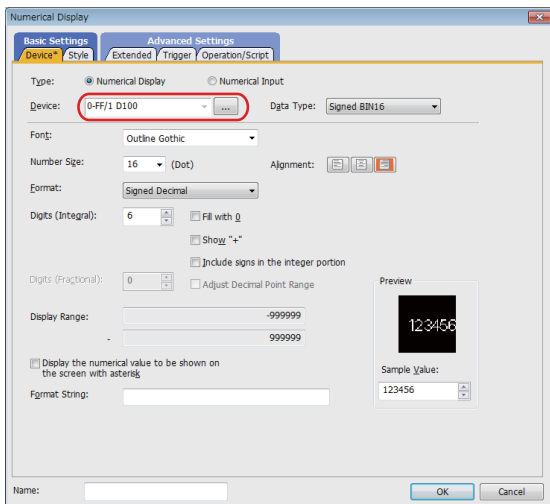 Numerical Display
Basic Settings
Advanced Settings
Device* Style Extended Trigger Operation/Script
Type: Numerical Display Numerical Input
Device: 0-FF/1 D100 ... Data Type: Signed BIN16
Font: Outline Gothic
Number Size: 16 (Dot) Alignment:
Format: Signed Decimal
Digits (Integral): 6 Fill with 0
Show "+"
Include signs in the integer portion
Digits (Fractional): 0 Adjust Decimal Point Range
Preview
Display Range: -999999
123456
- 999999
Display the numerical value to be shown on
the screen with asterisk
Sample Value:
123456
Format String:
Name: OK Cancel